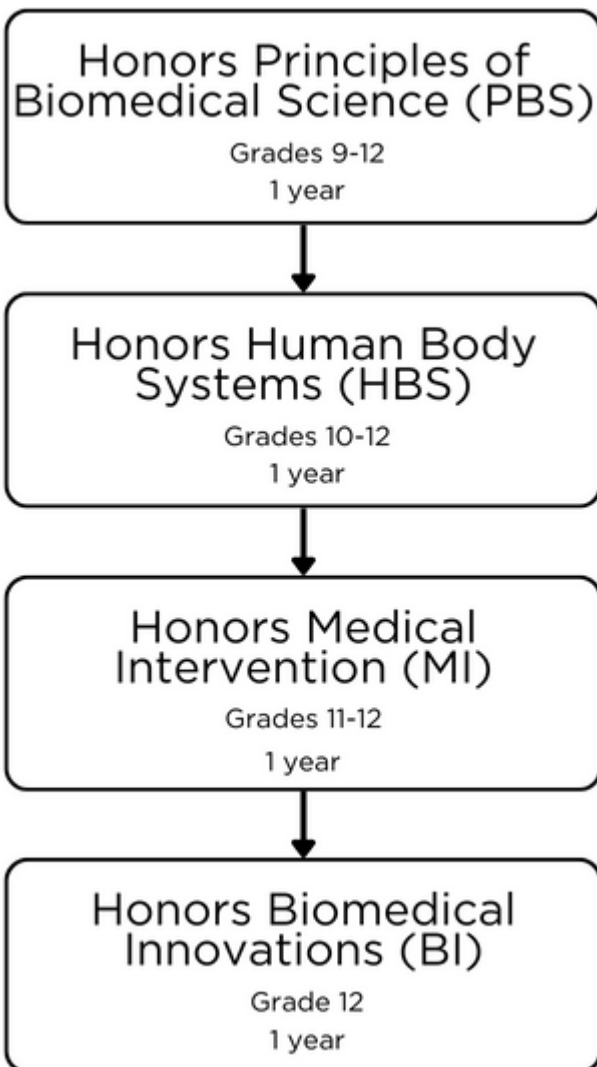 Honors Principles of
Biomedical Science (PBS)
Grades 9-12
1 year
Honors Human Body
Systems (HBS)
Grades 10-12
1 year
Honors Medical
Intervention (MI)
Grades 11-12
1 year
Honors Biomedical
Innovations (BI)
Grade 12
1 year